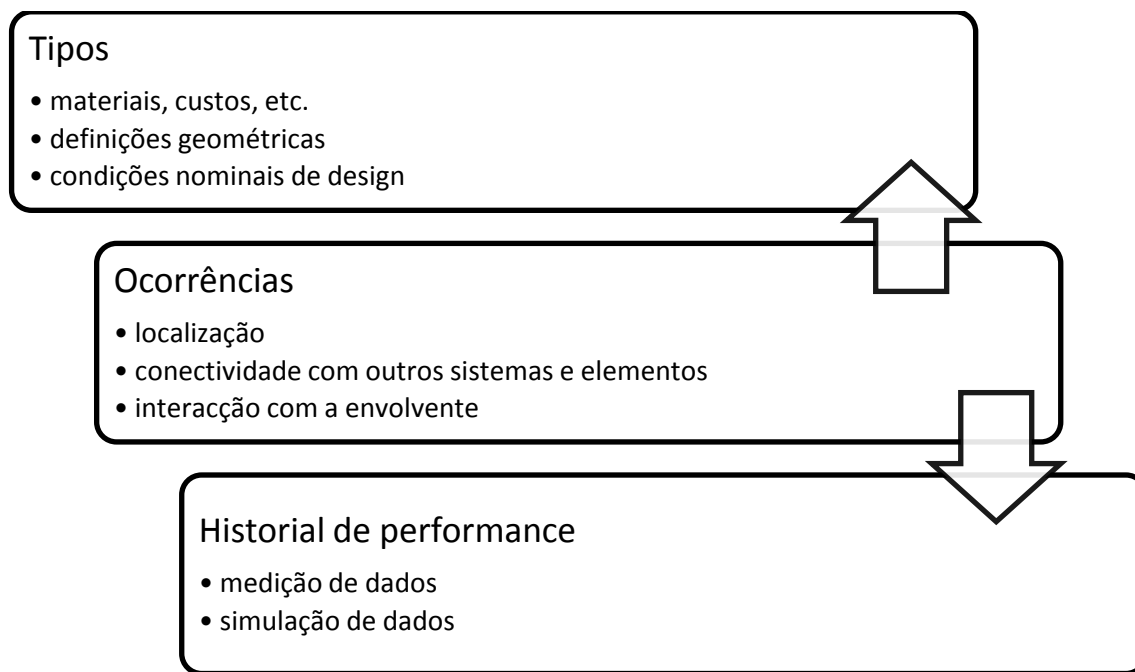 Tipos
• materiais, custos, etc.
• definições geométricas
• condições nominais de design
Ocorrências
• localização
• conectividade com outros sistemas e elementos
• interacção com a envolvente
Historial de performance
• medição de dados
• simulação de dados